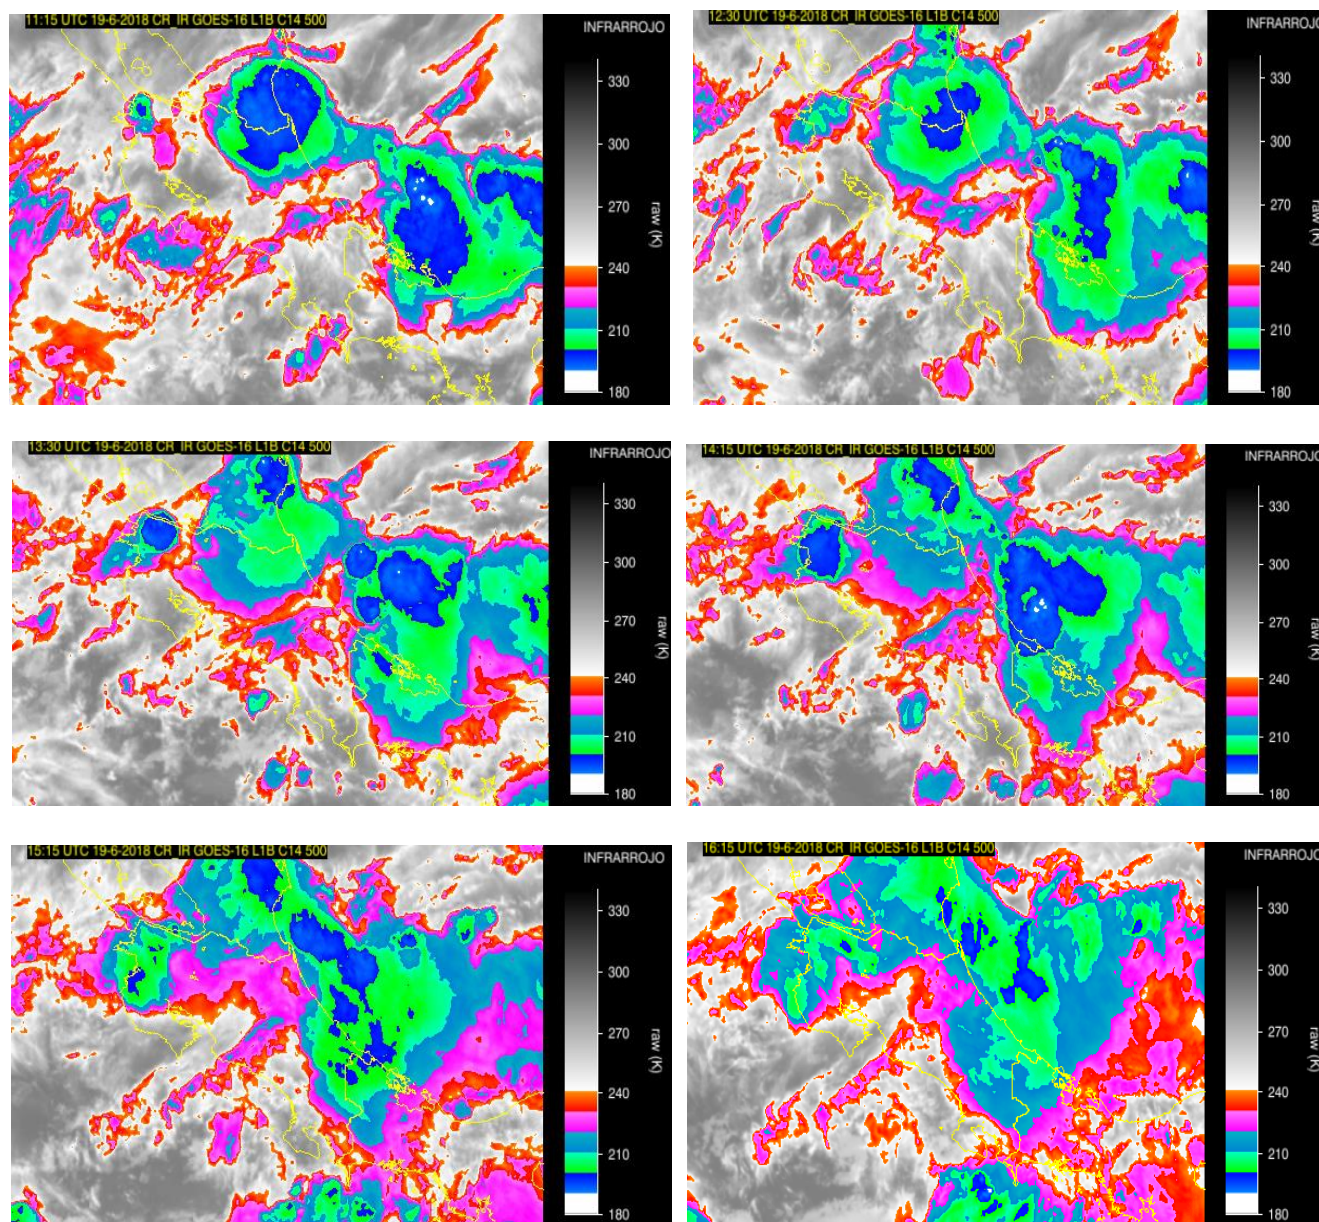 11:15 UTC 19-6-2018 CR_IR GOES-16 L1B C14 500
INFRARROJO
330
300
270
240
210
180
raw (K)
12:30 UTC 19-6-2018 CR_IR GOES-16 L1B C14 500
INFRARROJO
330
300
270
240
210
180
raw (K)
13:30 UTC 19-6-2018 CR_IR GOES-16 L1B C14 500
INFRARROJO
330
300
270
240
210
180
raw (K)
14:15 UTC 19-6-2018 CR_IR GOES-16 L1B C14 500
INFRARROJO
330
300
270
240
210
180
raw (K)
15:15 UTC 19-6-2018 CR_IR GOES-16 L1B C14 500
INFRARROJO
330
300
270
240
210
180
raw (K)
16:15 UTC 19-6-2018 CR_IR GOES-16 L1B C14 500
INFRARROJO
330
300
270
240
210
180
raw (K)